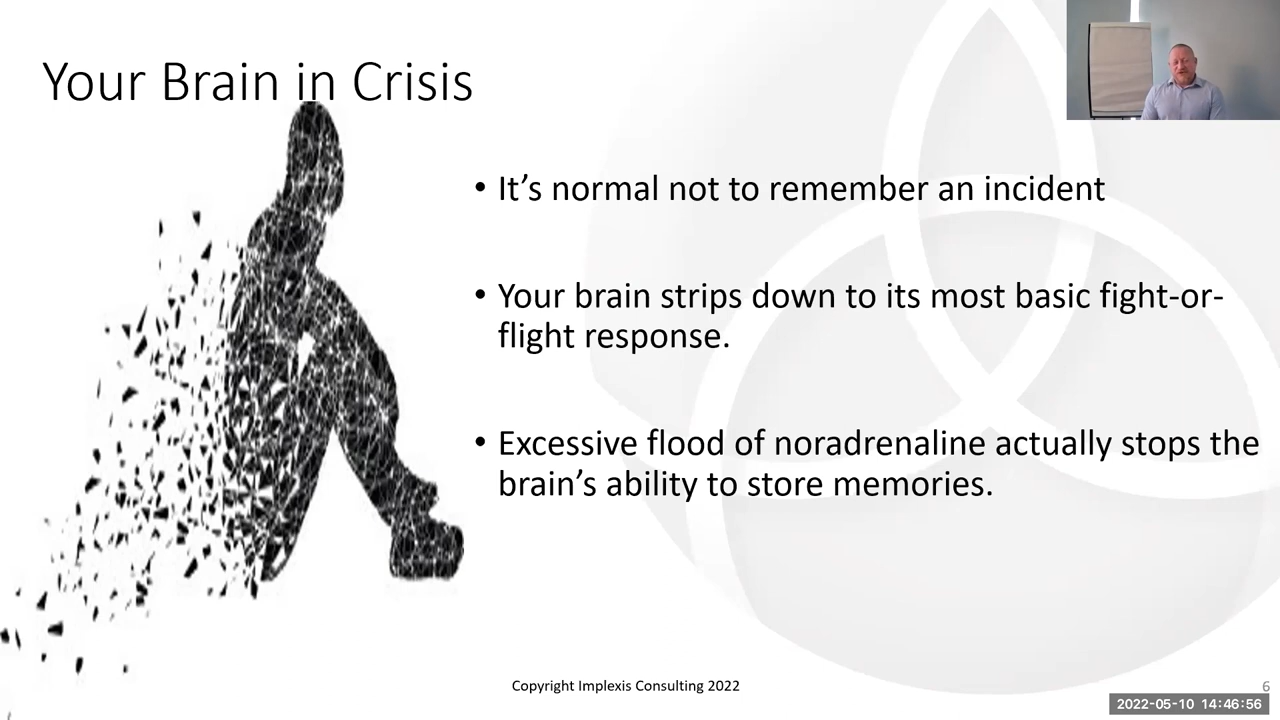 Your Brain in Crisis
• It’s normal not to remember an incident
• Your brain strips down to its most basic fight-or-
flight response.
• Excessive flood of noradrenaline actually stops the
brain’s ability to store memories.
Copyright Implexis Consulting 2022
6
2022-05-10 14:46:56